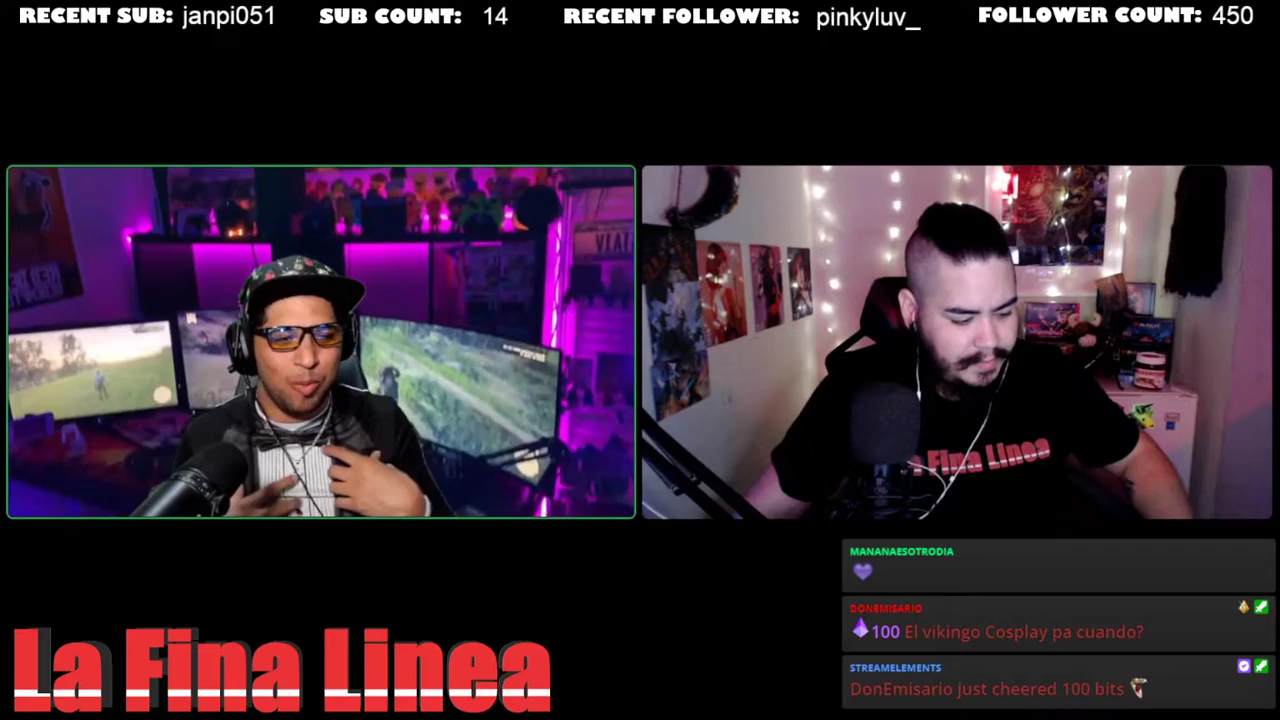 RECENT SUB: janpi051 SUB COUNT: 14 RECENT FOLLOWER: pinkyluv_ FOLLOWER COUNT: 450
La Fina Linea
MANANAESOTRODIA
DONEMISARIO
100 El vikingo Cosplay pa cuando?
STREAMELEMENTS
DonEmisario just cheered 100 bits
La Fina Linea